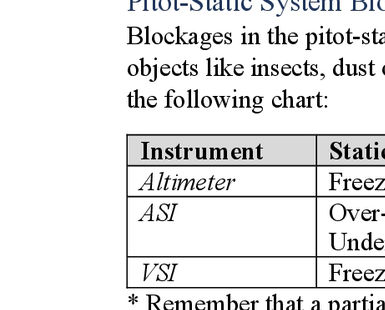 Pitot-Static System Blo
Blockages in the pitot-sta
objects like insects, dust
the following chart:
Instrument Static
Altimeter Freez
ASI Over-
Unde
VSI Freez
* Remember that a partia